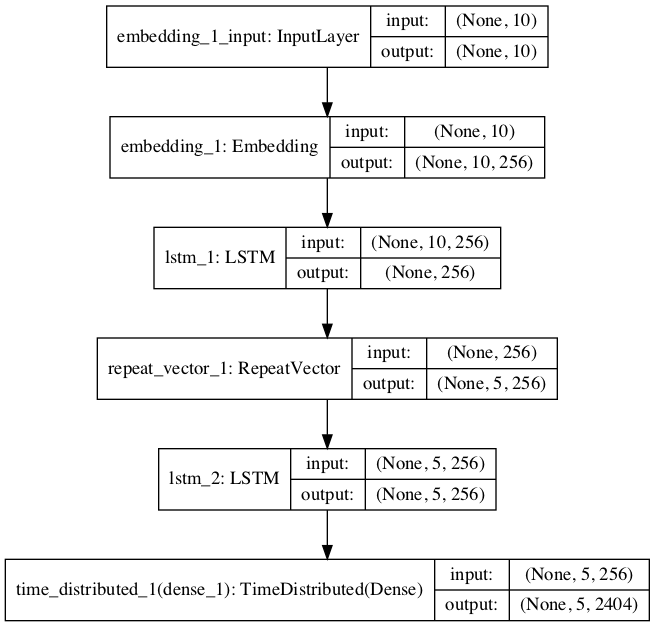 embedding_1_input: InputLayer
input:
(None, 10)
output:
(None, 10)
embedding_1: Embedding
input:
(None, 10)
output:
(None, 10, 256)
lstm_1: LSTM
input:
(None, 10, 256)
output:
(None, 256)
repeat_vector_1: RepeatVector
input:
(None, 256)
output:
(None, 5, 256)
lstm_2: LSTM
input:
(None, 5, 256)
output:
(None, 5, 256)
time_distributed_1(dense_1): TimeDistributed(Dense)
input:
(None, 5, 256)
output:
(None, 5, 2404)